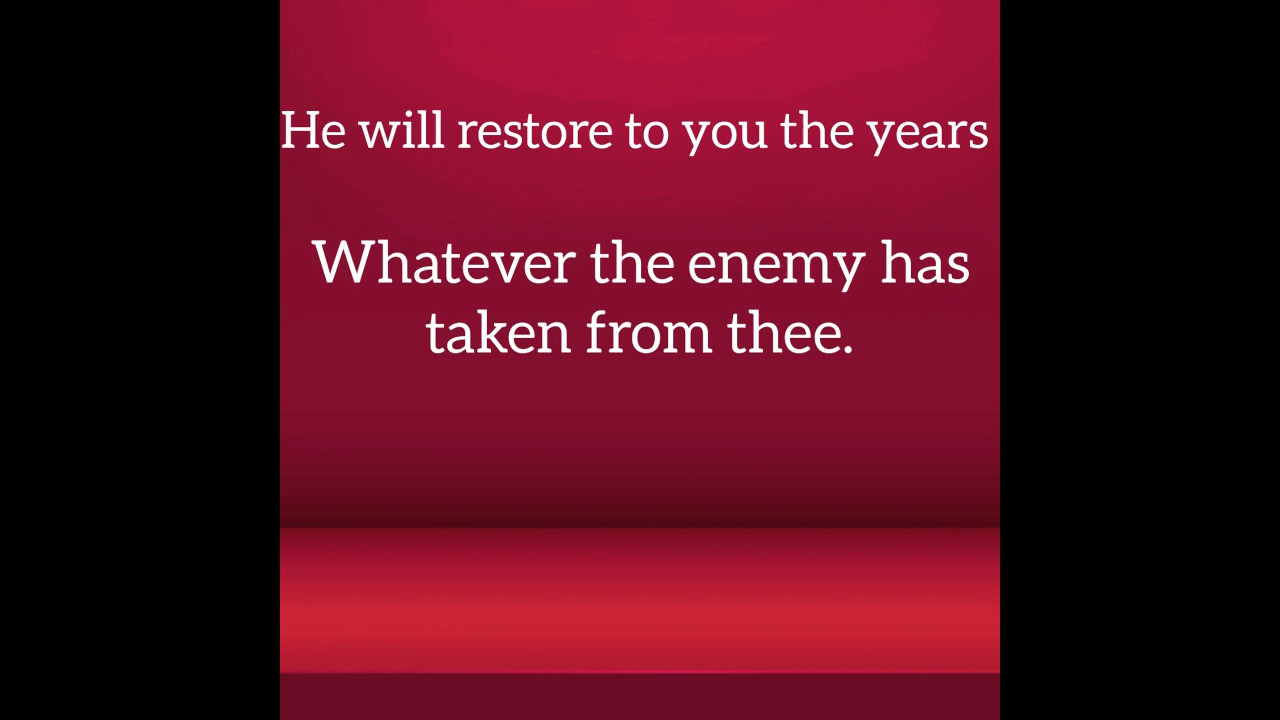 He will restore to you the years
Whatever the enemy has
taken from thee.